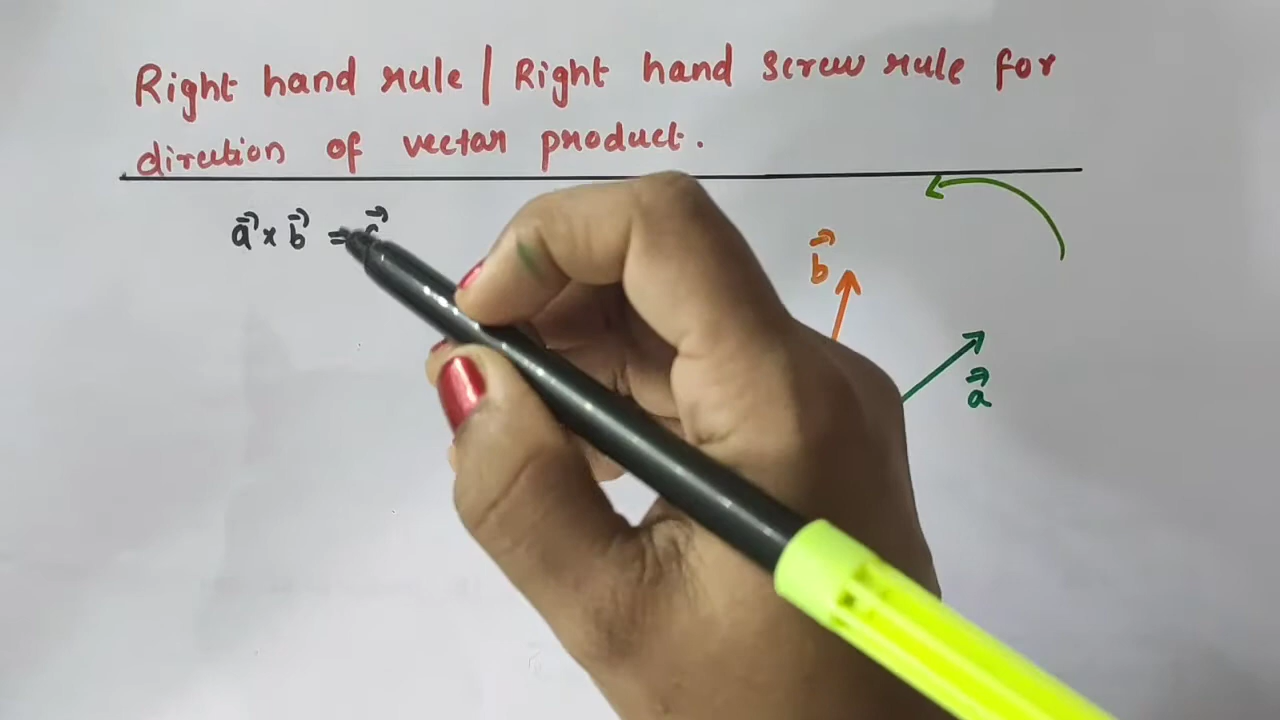 Right hand rule | Right hand screw rule for
direction of vector product.
a⃗ × b⃗ =
b⃗
a⃗